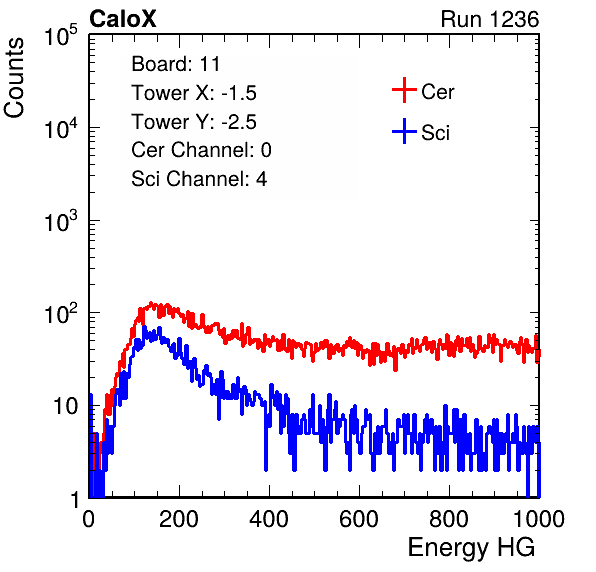 CaloX Run 1236
Counts
Board: 11
Tower X: -1.5
Tower Y: -2.5
Cer Channel: 0
Sci Channel: 4
Cer
Sci
10^5
10^4
10^3
10^2
10
1
0 200 400 600 800 1000
Energy HG